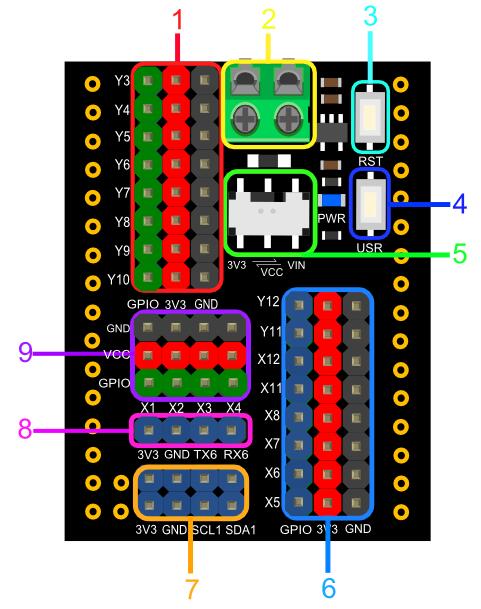 1 2 3
Y3
Y4
Y5
Y6
RST
Y7
4
PWR
Y8
USR
Y9
5
3V3 VCC VIN
Y10
GPIO 3V3 GND
Y12
GND
Y11
9 VCC
X12
GPIO
X11
X1 X2 X3 X4
X8
8
3V3 GND TX6 RX6
X7
X6
X5
3V3 GND SCL1 SDA1
GPIO 3V3 GND
7 6